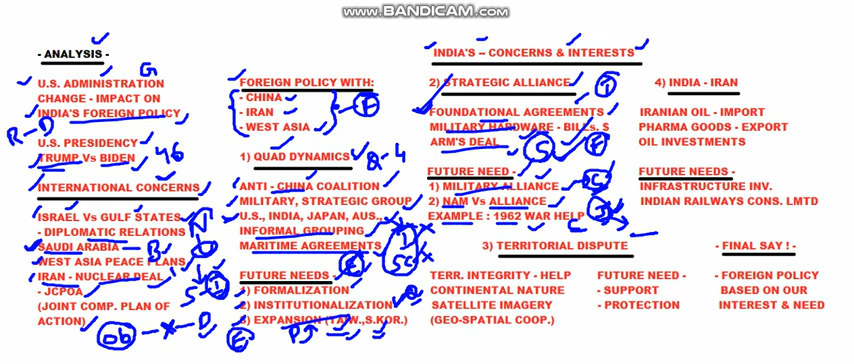 www.BANDICAM.com
- ANALYSIS -
U.S. ADMINISTRATION
CHANGE - IMPACT ON
INDIA'S FOREIGN POLICY
U.S. PRESIDENCY
TRUMP Vs BIDEN
INTERNATIONAL CONCERNS
ISRAEL Vs GULF STATES
- DIPLOMATIC RELATIONS
SAUDI ARABIA
WEST ASIA PEACE PLANS
IRAN - NUCLEAR DEAL
- JCPOA
(JOINT COMP. PLAN OF
ACTION)
G
R - D
46
N
B
S
ob - x - D
FOREIGN POLICY WITH:
- CHINA
- IRAN
- WEST ASIA
F
1) QUAD DYNAMICS
Q - 4
ANTI - CHINA COALITION
MILITARY, STRATEGIC GROUP
U.S., INDIA, JAPAN, AUS..
INFORMAL GROUPING
MARITIME AGREEMENTS
FUTURE NEEDS -
1) FORMALIZATION
2) INSTITUTIONALIZATION
3) EXPANSION (TAIW.,S.KOR.)
E
INDIA'S - CONCERNS & INTERESTS
2) STRATEGIC ALLIANCE
FOUNDATIONAL AGREEMENTS
MILITARY HARDWARE - BILLs. $
ARM'S DEAL
S
FUTURE NEED -
1) MILITARY ALLIANCE
2) NAM Vs ALLIANCE
EXAMPLE : 1962 WAR HELP
3) TERRITORIAL DISPUTE
TERR. INTEGRITY - HELP
CONTINENTAL NATURE
SATELLITE IMAGERY
(GEO-SPATIAL COOP.)
FUTURE NEED -
- SUPPORT
- PROTECTION
4) INDIA - IRAN
IRANIAN OIL - IMPORT
PHARMA GOODS - EXPORT
OIL INVESTMENTS
FUTURE NEEDS -
INFRASTRUCTURE INV.
INDIAN RAILWAYS CONS. LMTD
- FINAL SAY ! -
- FOREIGN POLICY
BASED ON OUR
INTEREST & NEED